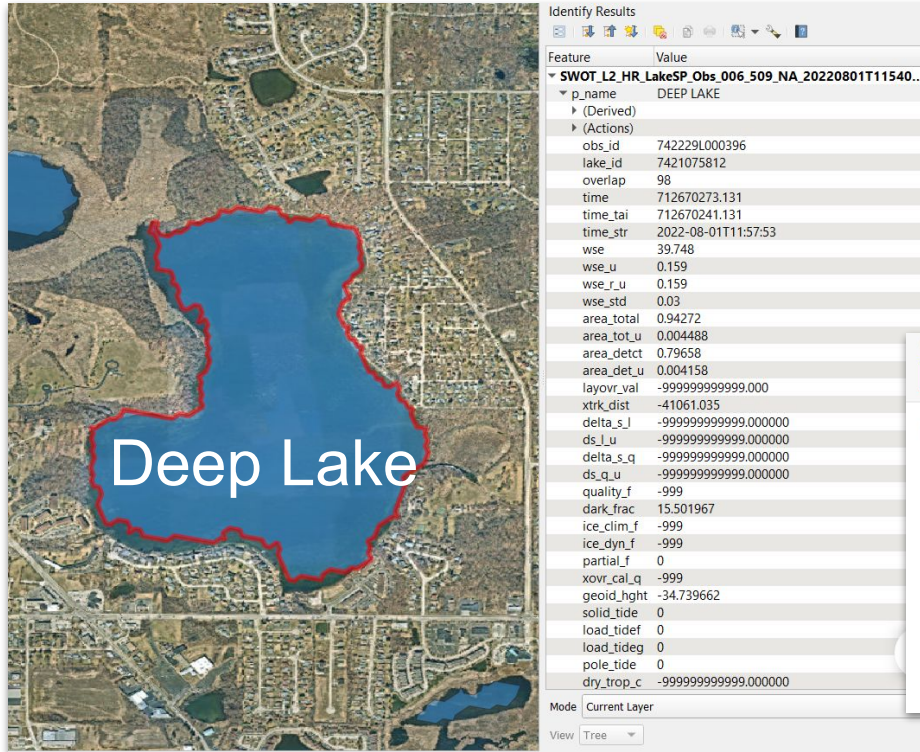 Deep Lake
Identify Results
Feature Value
SWOT_L2_HR_LakeSP_Obs_006_509_NA_20220801T11540...
p_name DEEP LAKE
(Derived)
(Actions)
obs_id 742229L000396
lake_id 7421075812
overlap 98
time 712670273.131
time_tai 712670241.131
time_str 2022-08-01T11:57:53
wse 39.748
wse_u 0.159
wse_r_u 0.159
wse_std 0.03
area_total 0.94272
area_tot_u 0.004488
area_detct 0.79658
area_det_u 0.004158
layovr_val -999999999999.000
xtrk_dist -41061.035
delta_s_l -999999999999.000000
ds_l_u -999999999999.000000
delta_s_q -999999999999.000000
ds_q_u -999999999999.000000
quality_f -999
dark_frac 15.501967
ice_clim_f -999
ice_dyn_f -999
partial_f 0
xovr_cal_q -999
geoid_hght -34.739662
solid_tide 0
load_tidef 0
load_tideg 0
pole_tide 0
dry_trop_c -999999999999.000000
Mode Current Layer
View Tree